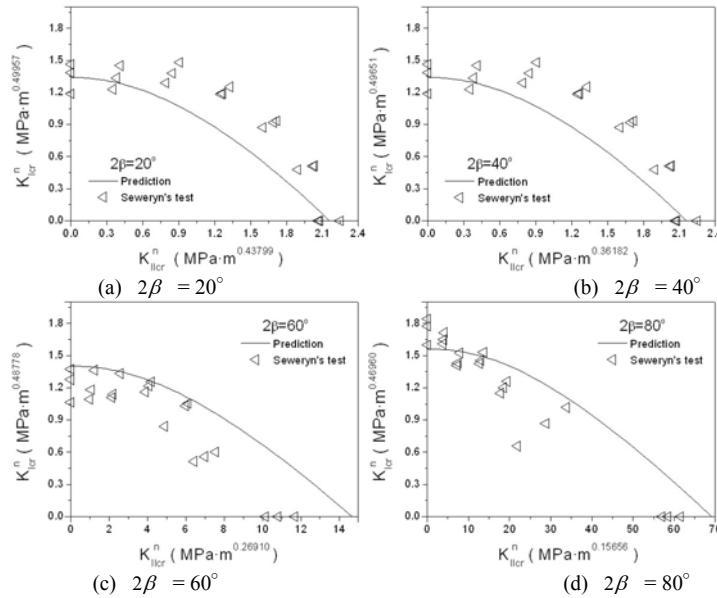 K^n_Icr ( MPa·m^0.49957 )
1.8
1.5
1.2
0.9
0.6
0.3
0.0
2β=20°
Prediction
Seweryn's test
0.0 0.3 0.6 0.9 1.2 1.5 1.8 2.1 2.4
K^n_IIcr ( MPa·m^0.43799 )
(a) 2β = 20°
K^n_Icr ( MPa·m^0.49651 )
1.8
1.5
1.2
0.9
0.6
0.3
0.0
2β=40°
Prediction
Seweryn's test
0.0 0.3 0.6 0.9 1.2 1.5 1.8 2.1 2.4
K^n_IIcr ( MPa·m^0.36182 )
(b) 2β = 40°
K^n_Icr ( MPa·m^0.48778 )
1.8
1.5
1.2
0.9
0.6
0.3
0.0
2β=60°
Prediction
Seweryn's test
0 2 4 6 8 10 12 14
K^n_IIcr ( MPa·m^0.26910 )
(c) 2β = 60°
K^n_Icr ( MPa·m^0.46960 )
1.8
1.5
1.2
0.9
0.6
0.3
0.0
2β=80°
Prediction
Seweryn's test
0 10 20 30 40 50 60 70
K^n_IIcr ( MPa·m^0.15656 )
(d) 2β = 80°